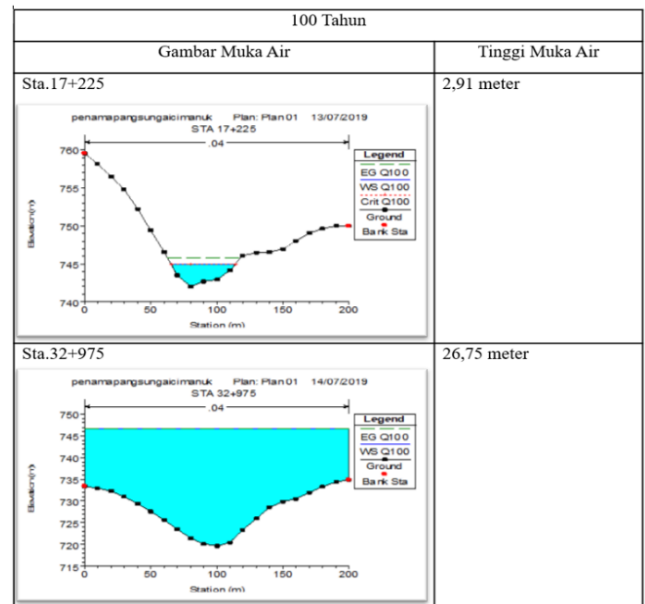 100 Tahun
Gambar Muka Air
Tinggi Muka Air
Sta.17+225
2,91 meter
penamapangsungaicimanuk Plan: Plan 01 13/07/2019
STA 17+225
.04
Legend
EG Q100
WS Q100
Crit Q100
Ground
Bank Sta
760
755
750
745
740
Elevation (m)
0 50 100 150 200
Station (m)
Sta.32+975
26,75 meter
penamapangsungaicimanuk Plan: Plan 01 14/07/2019
STA 32+975
.04
Legend
EG Q100
WS Q100
Ground
Bank Sta
750
745
740
735
730
725
720
715
Elevation (m)
0 50 100 150 200
Station (m)